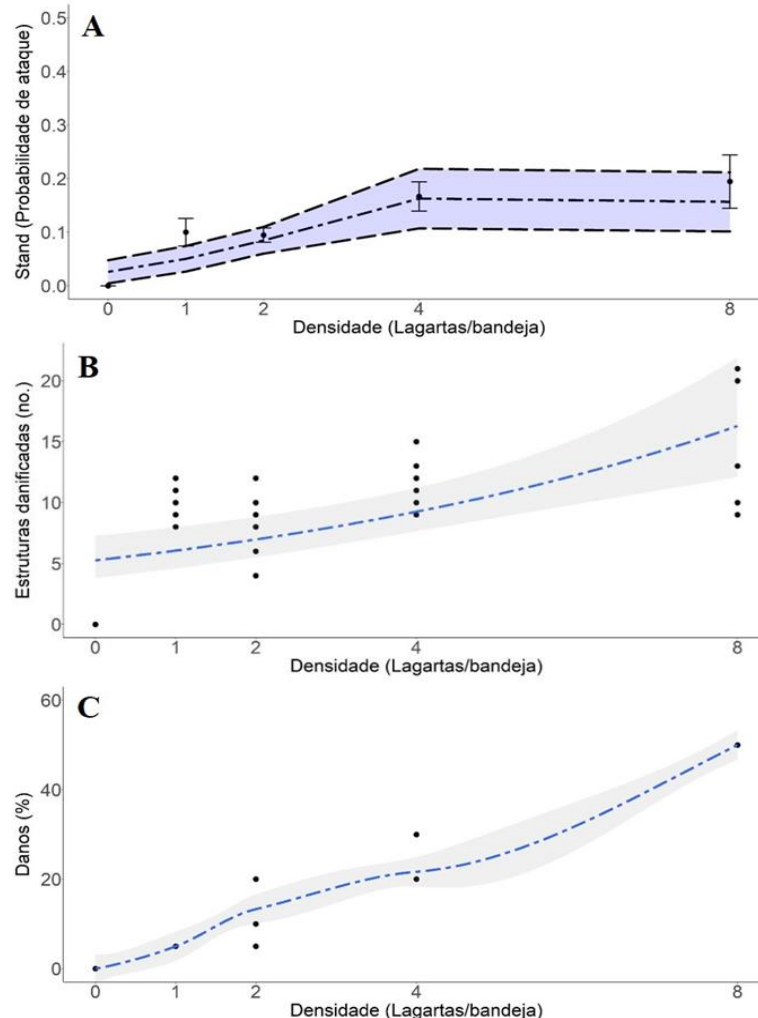 A
Stand (Probabilidade de ataque)
0.5
0.4
0.3
0.2
0.1
0.0
0 1 2 4 8
Densidade (Lagartas/bandeja)
B
Estruturas danificadas (no.)
20
15
10
5
0
0 1 2 4 8
Densidade (Lagartas/bandeja)
C
Danos (%)
60
40
20
0
0 1 2 4 8
Densidade (Lagartas/bandeja)